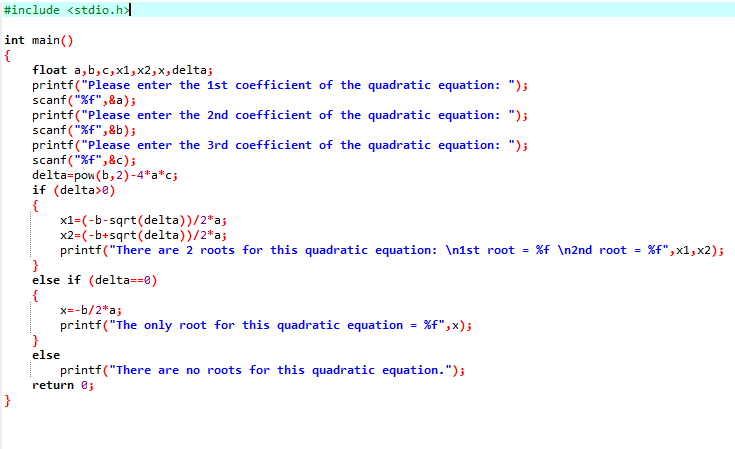 #include <stdio.h>
int main()
{
float a,b,c,x1,x2,x,delta;
printf("Please enter the 1st coefficient of the quadratic equation: ");
scanf("%f",&a);
printf("Please enter the 2nd coefficient of the quadratic equation: ");
scanf("%f",&b);
printf("Please enter the 3rd coefficient of the quadratic equation: ");
scanf("%f",&c);
delta=pow(b,2)-4*a*c;
if (delta>0)
{
x1=(-b-sqrt(delta))/2*a;
x2=(-b+sqrt(delta))/2*a;
printf("There are 2 roots for this quadratic equation: \n1st root = %f \n2nd root = %f",x1,x2);
}
else if (delta==0)
{
x=-b/2*a;
printf("The only root for this quadratic equation = %f",x);
}
else
printf("There are no roots for this quadratic equation.");
return 0;
}